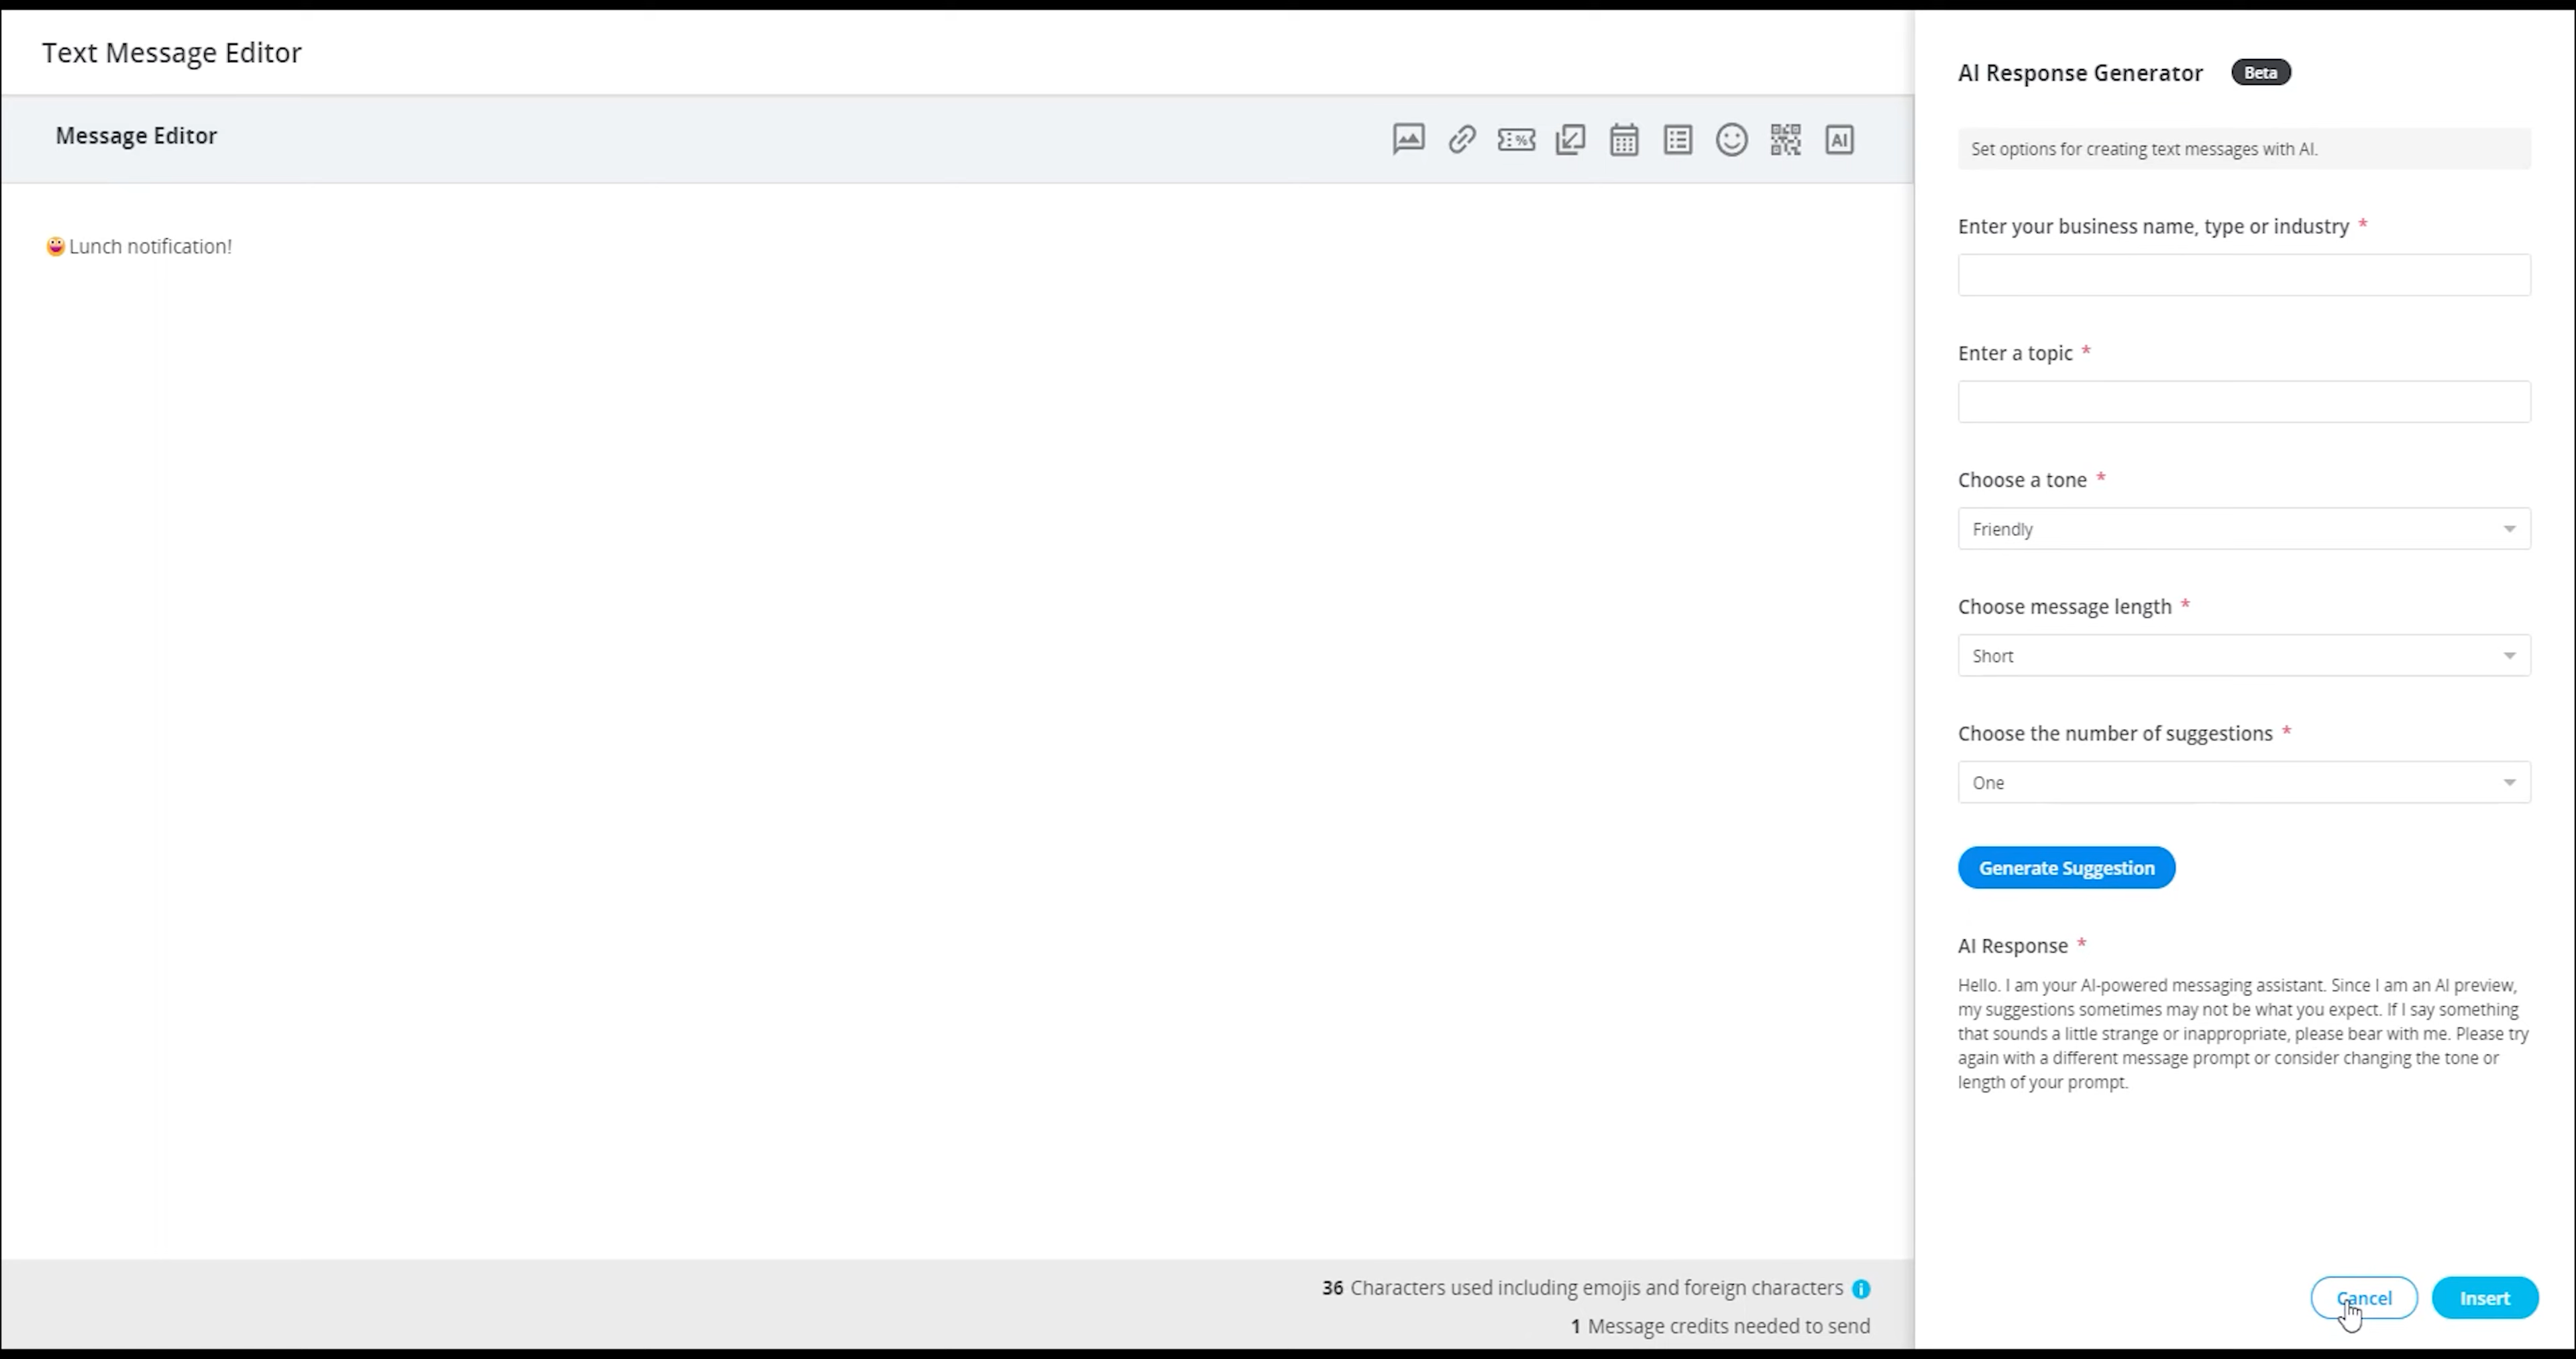 Text Message Editor
Message Editor
%
AI
😀Lunch notification!
36 Characters used including emojis and foreign characters i
1 Message credits needed to send
AI Response Generator Beta
Set options for creating text messages with AI.
Enter your business name, type or industry *
Enter a topic *
Choose a tone *
Friendly
Choose message length *
Short
Choose the number of suggestions *
One
Generate Suggestion
AI Response *
Hello. I am your AI-powered messaging assistant. Since I am an AI preview,
my suggestions sometimes may not be what you expect. If I say something
that sounds a little strange or inappropriate, please bear with me. Please try
again with a different message prompt or consider changing the tone or
length of your prompt.
Cancel Insert